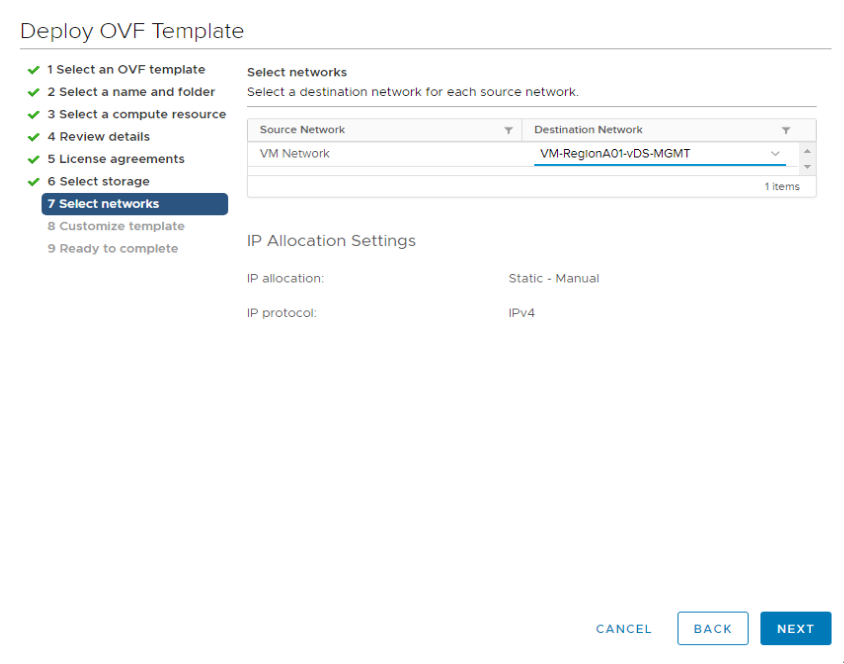 Deploy OVF Template
1 Select an OVF template
2 Select a name and folder
3 Select a compute resource
4 Review details
5 License agreements
6 Select storage
7 Select networks
8 Customize template
9 Ready to complete
Select networks
Select a destination network for each source network.
Source Network Destination Network
VM Network VM-RegionA01-vDS-MGMT
1 items
IP Allocation Settings
IP allocation: Static - Manual
IP protocol: IPv4
CANCEL BACK NEXT